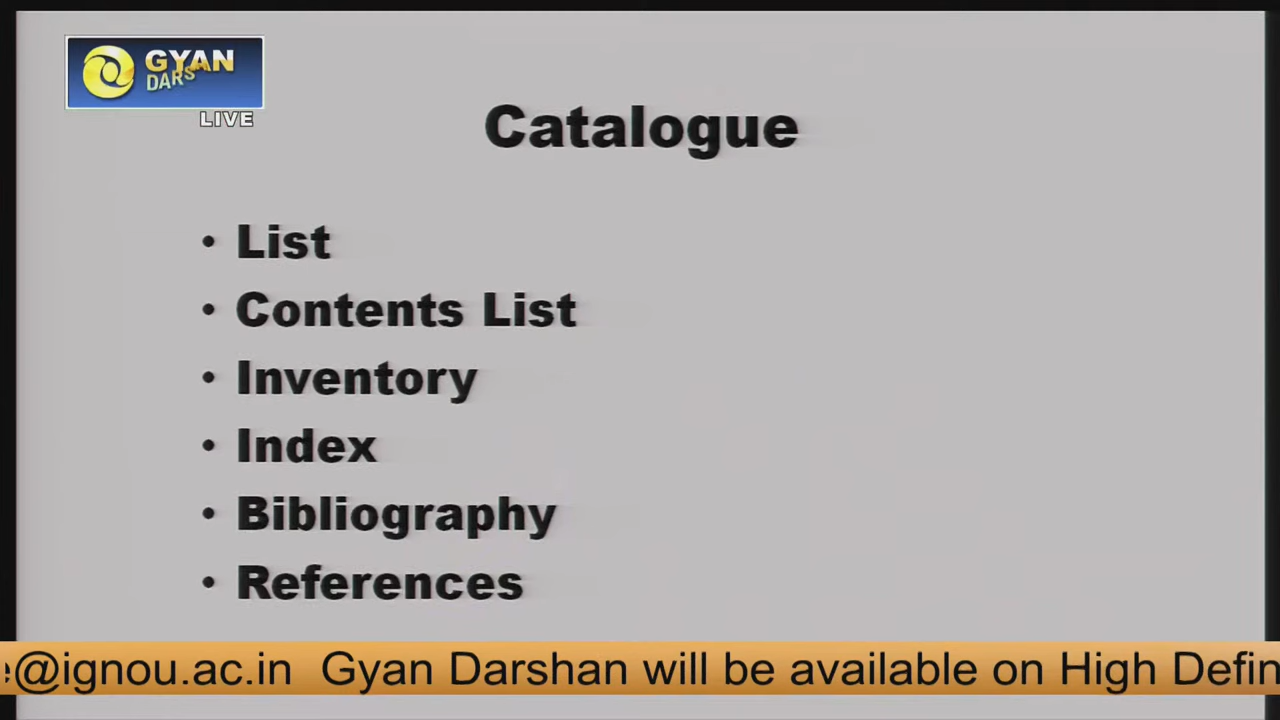 GYAN
DARSHAN
LIVE
Catalogue
• List
• Contents List
• Inventory
• Index
• Bibliography
• References
@ignou.ac.in Gyan Darshan will be available on High Defin